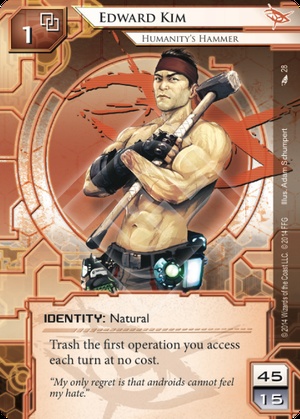 1
Edward Kim
Humanity's Hammer
28
Illus. Adam Schumpert
© 2014 Wizards of the Coast LLC. © 2014 FFG
Identity: Natural
Trash the first operation you access
each turn at no cost.
"My only regret is that androids cannot feel
my hate."
45
15